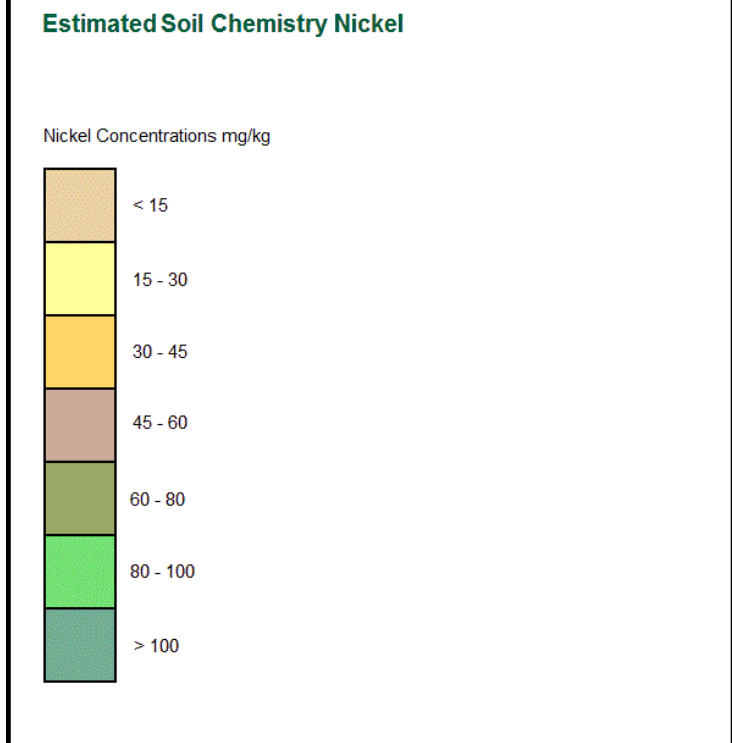 Estimated Soil Chemistry Nickel
Nickel Concentrations mg/kg
< 15
15 - 30
30 - 45
45 - 60
60 - 80
80 - 100
> 100